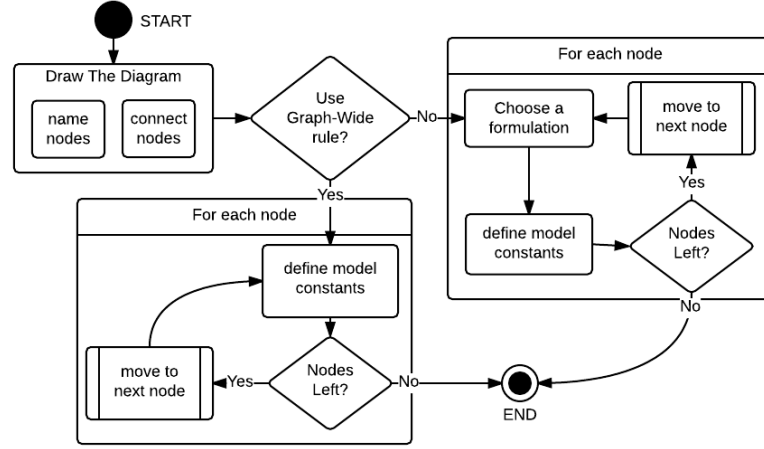 START
Draw The Diagram
name
nodes
connect
nodes
Use
Graph-Wide
rule?
No
Yes
For each node
Choose a
formulation
move to
next node
define model
constants
Nodes
Left?
Yes
No
For each node
define model
constants
Nodes
Left?
Yes
No
move to
next node
END